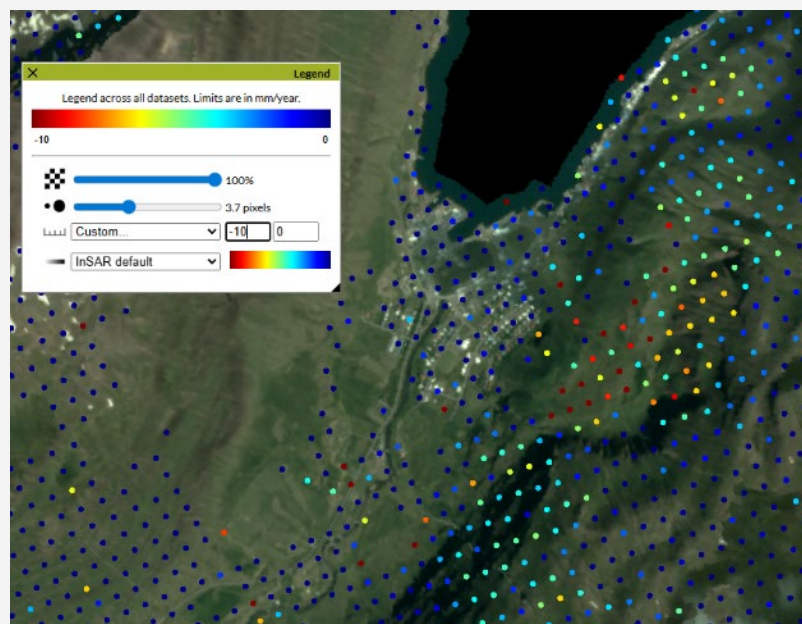 Legend
Legend across all datasets. Limits are in mm/year.
-10 0
100%
3.7 pixels
Custom... -10 0
InSAR default